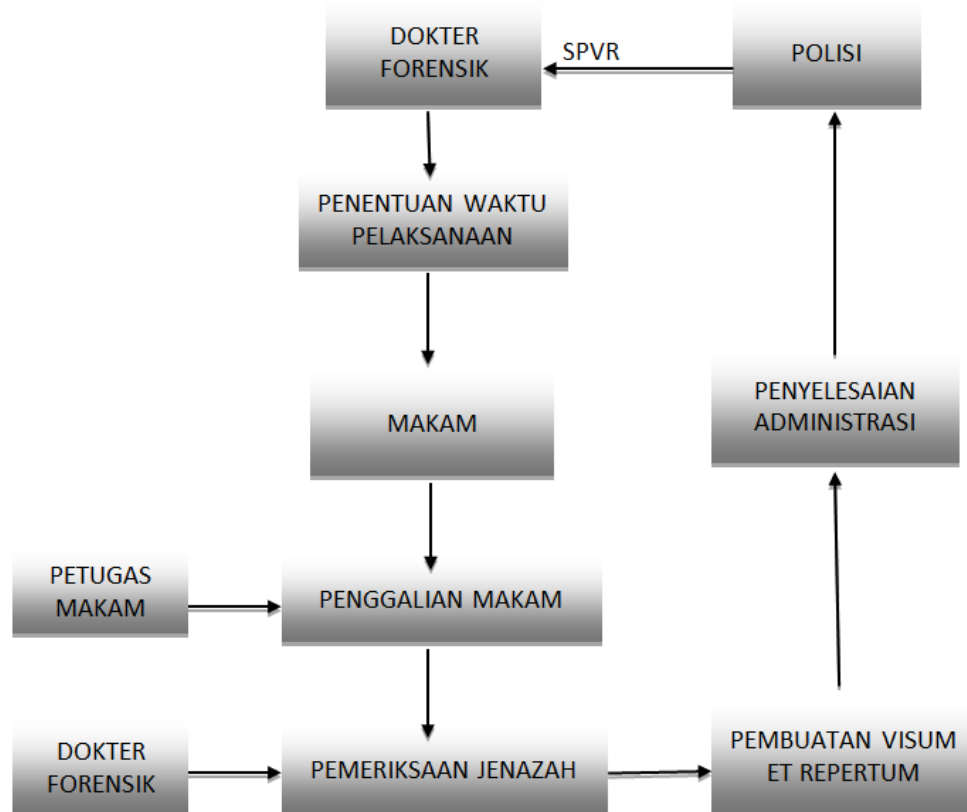 DOKTER
FORENSIK
SPVR
POLISI
PENENTUAN WAKTU
PELAKSANAAN
MAKAM
PENYELESAIAN
ADMINISTRASI
PETUGAS
MAKAM
PENGGALIAN MAKAM
DOKTER
FORENSIK
PEMERIKSAAN JENAZAH
PEMBUATAN VISUM
ET REPERTUM